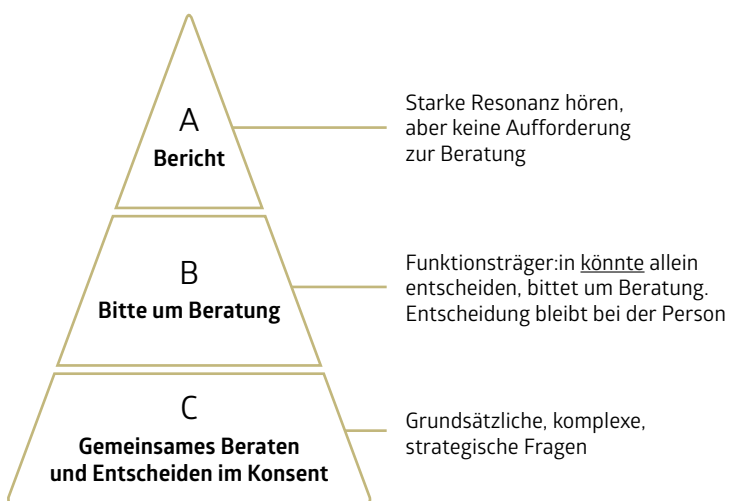 A
Bericht
Starke Resonanz hören,
aber keine Aufforderung
zur Beratung
B
Bitte um Beratung
Funktionsträger:in könnte allein
entscheiden, bittet um Beratung.
Entscheidung bleibt bei der Person
C
Gemeinsames Beraten
und Entscheiden im Konsent
Grundsätzliche, komplexe,
strategische Fragen